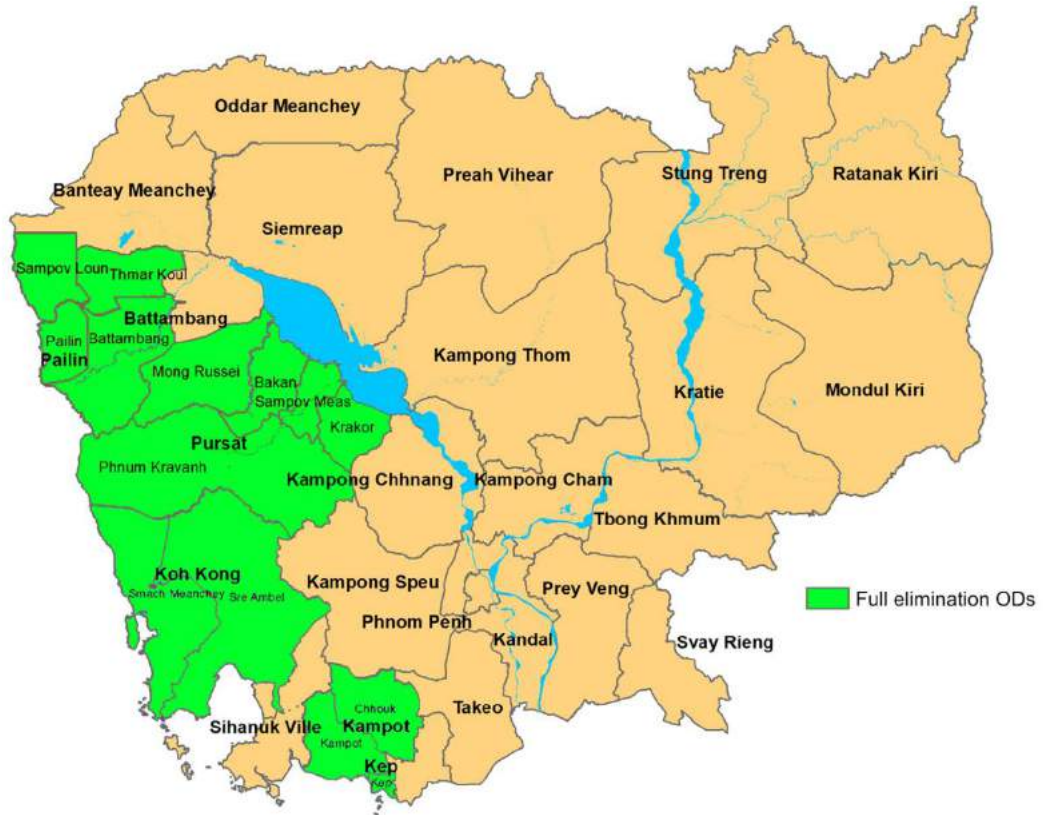 Oddar Meanchey
Banteay Meanchey
Preah Vihear
Stung Treng
Ratanak Kiri
Siemreap
Sampov Loun
Thmar Koul
Battambang
Pailin
Battambang
Pailin
Mong Russei
Kampong Thom
Bakan
Sampov Meas
Kratie
Mondul Kiri
Krakor
Pursat
Phnum Kravanh
Kampong Chhnang
Kampong Cham
Tbong Khmum
Koh Kong
Smach Meanchey
Sre Ambel
Kampong Speu
Prey Veng
Full elimination ODs
Phnom Penh
Kandal
Svay Rieng
Chhouk
Takeo
Sihanuk Ville
Kampot
Kampot
Kep
Kep